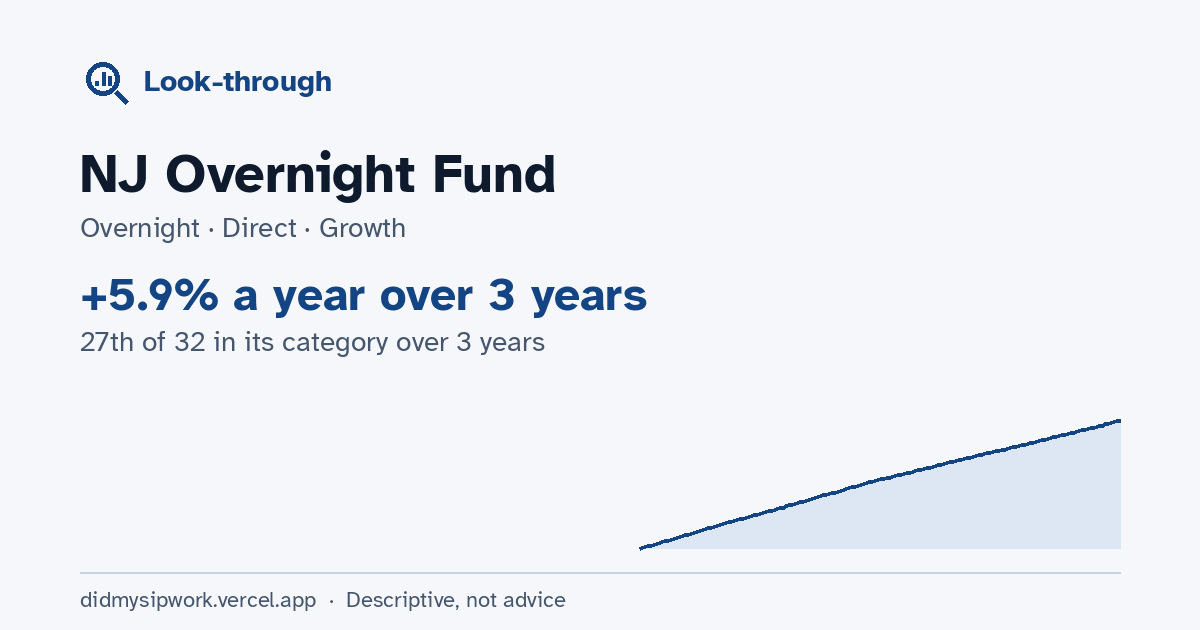 Look-through
NJ Overnight Fund
Overnight · Direct · Growth
+5.9% a year over 3 years
27th of 32 in its category over 3 years
didmysipwork.vercel.app · Descriptive, not advice